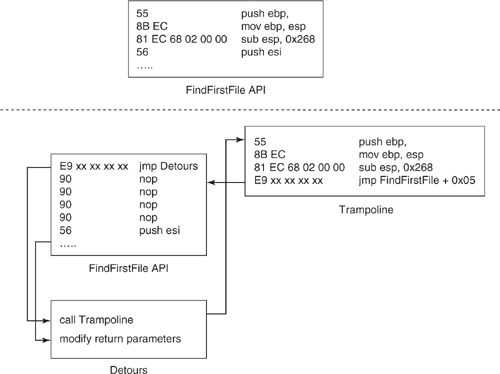 55 push ebp,
8B EC mov ebp, esp
81 EC 68 02 00 00 sub esp, 0x268
56 push esi
.....
FindFirstFile API
55 push ebp,
8B EC mov ebp, esp
81 EC 68 02 00 00 sub esp, 0x268
E9 xx xx xx xx jmp FindFirstFile + 0x05
Trampoline
E9 xx xx xx xx jmp Detours
90 nop
90 nop
90 nop
90 nop
56 push esi
.....
FindFirstFile API
call Trampoline
modify return parameters
Detours